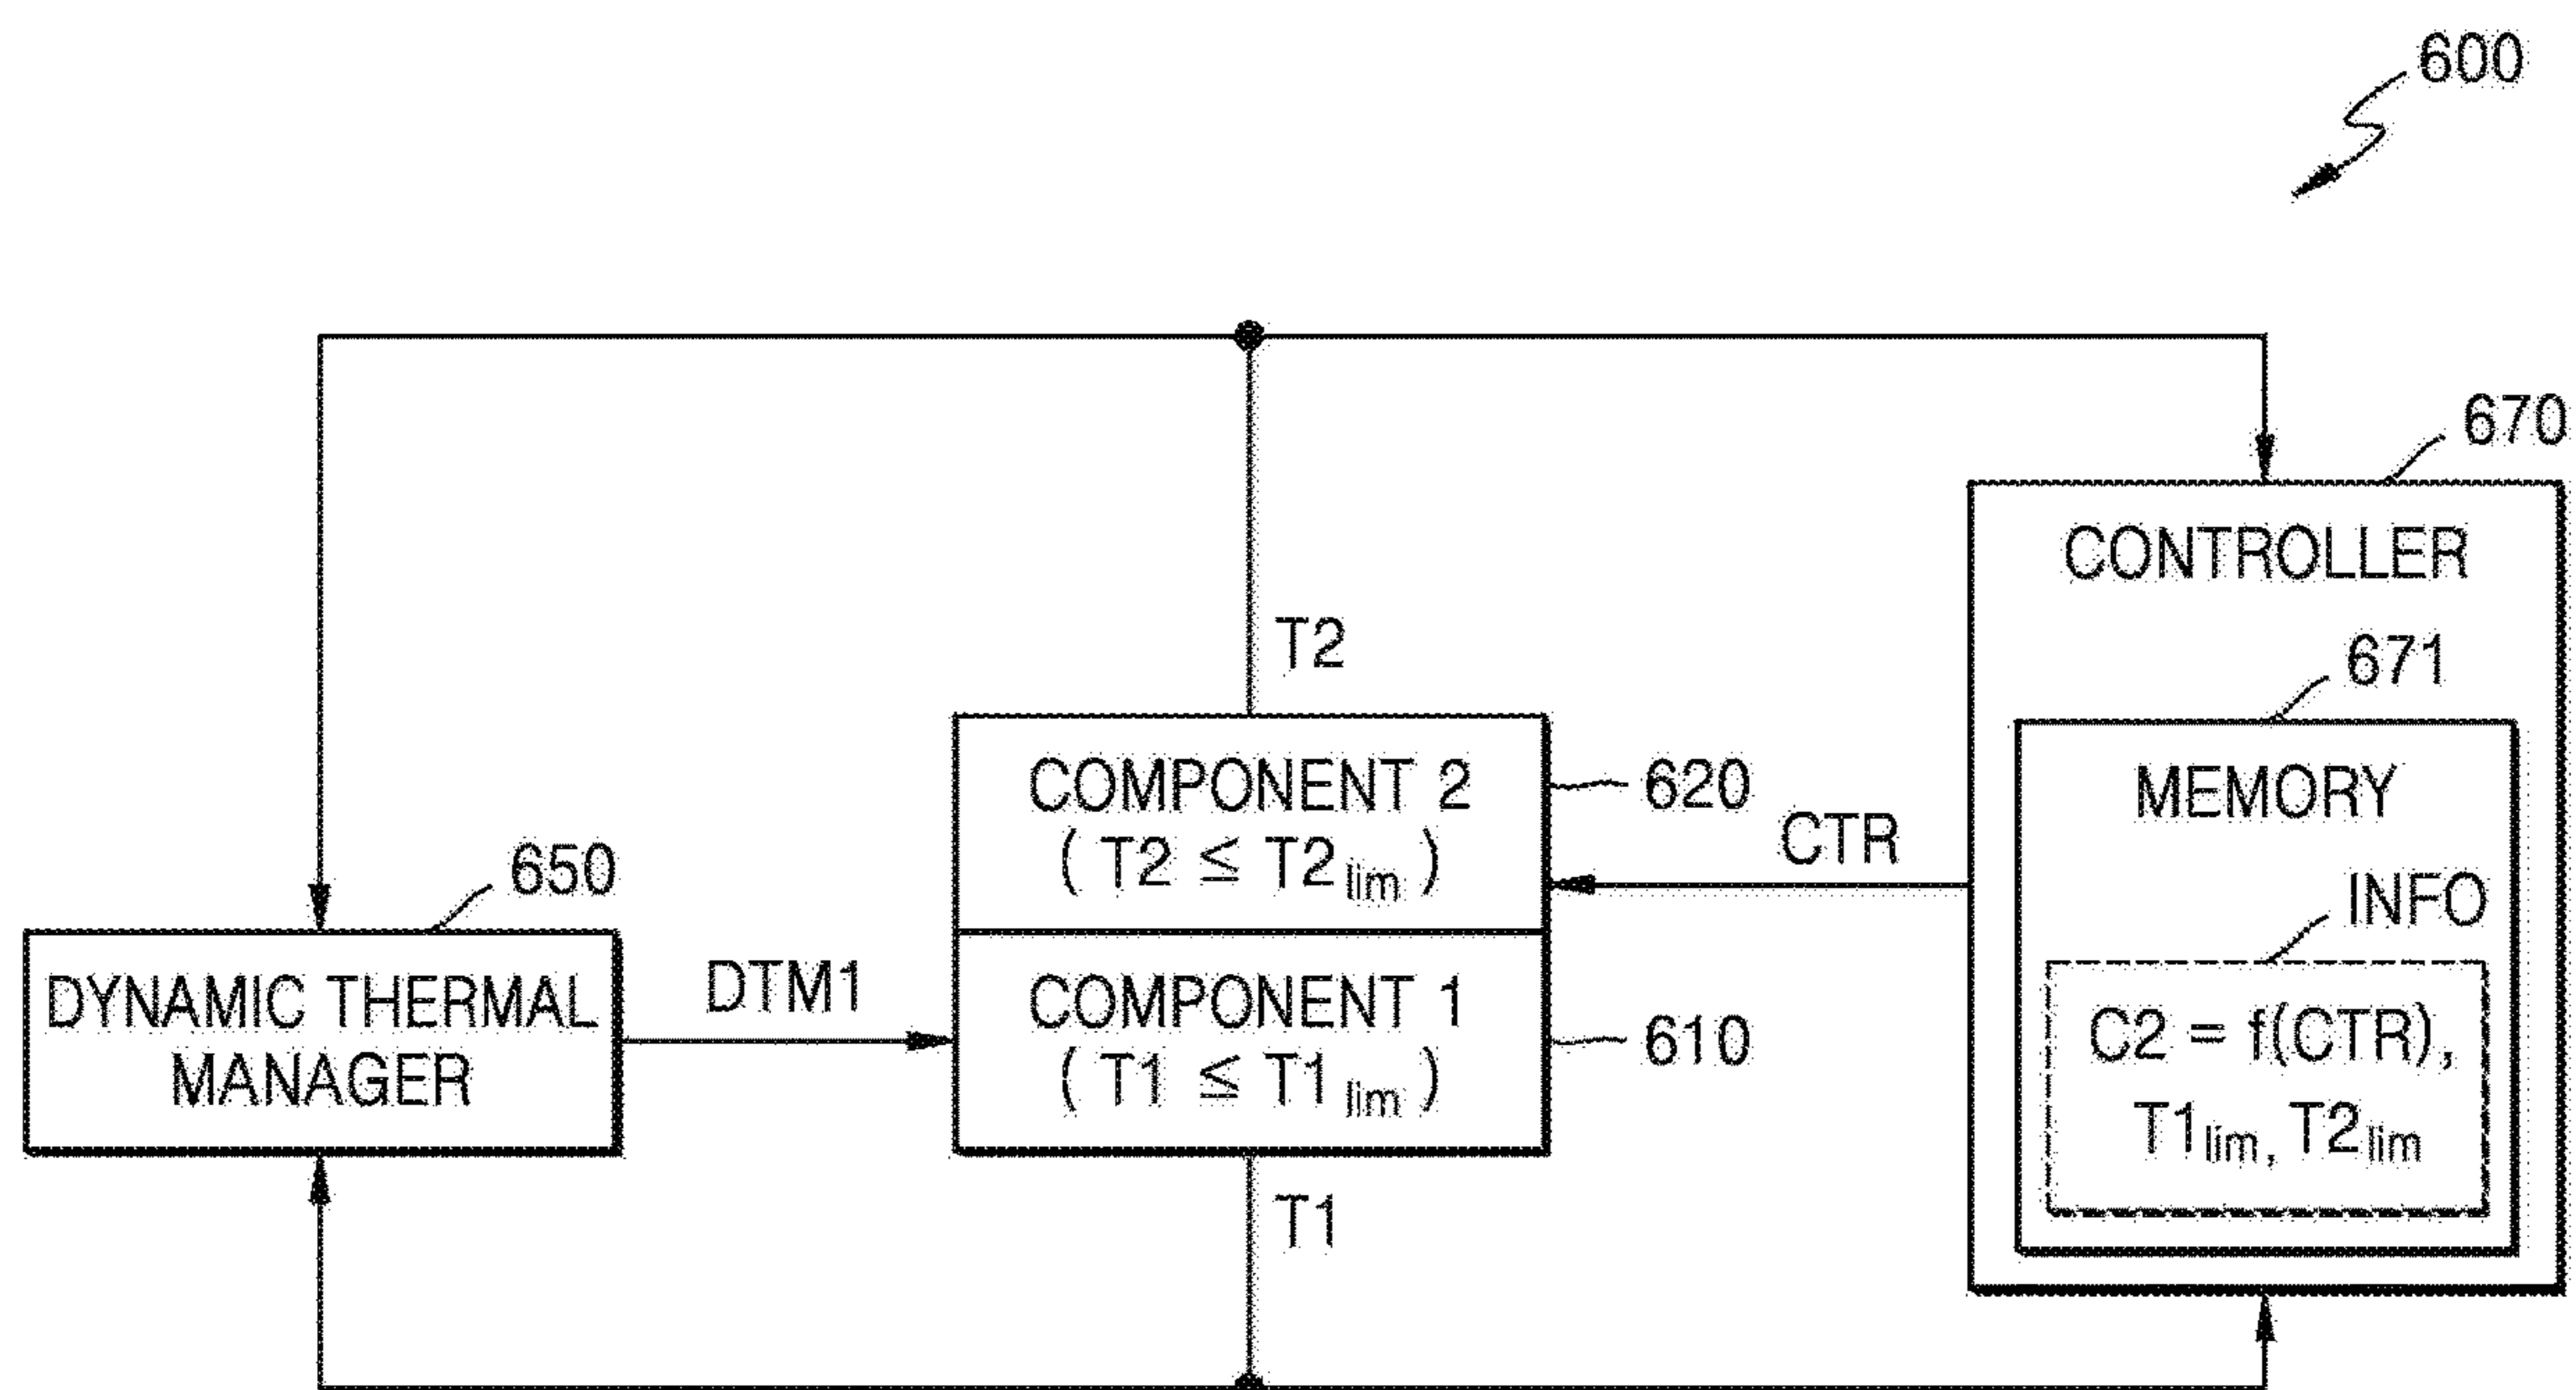 600
670
CONTROLLER
T2
671
COMPONENT 2
( T2 ≤ T2lim )
620
CTR
MEMORY
650
INFO
DYNAMIC THERMAL
MANAGER
DTM1
COMPONENT 1
( T1 ≤ T1lim )
610
C2 = f(CTR),
T1lim, T2lim
T1